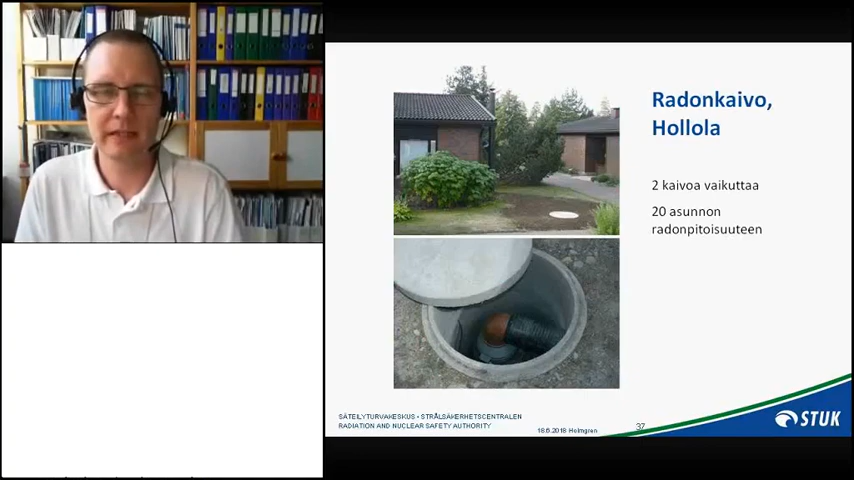 Radonkaivo,
Hollola
2 kaivoa vaikuttaa
20 asunnon
radonpitoisuuteen
SÄTEILYTURVAKESKUS • STRÅLSÄKERHETSCENTRALEN
RADIATION AND NUCLEAR SAFETY AUTHORITY
18.6.2018 Holmgren
37
STUK